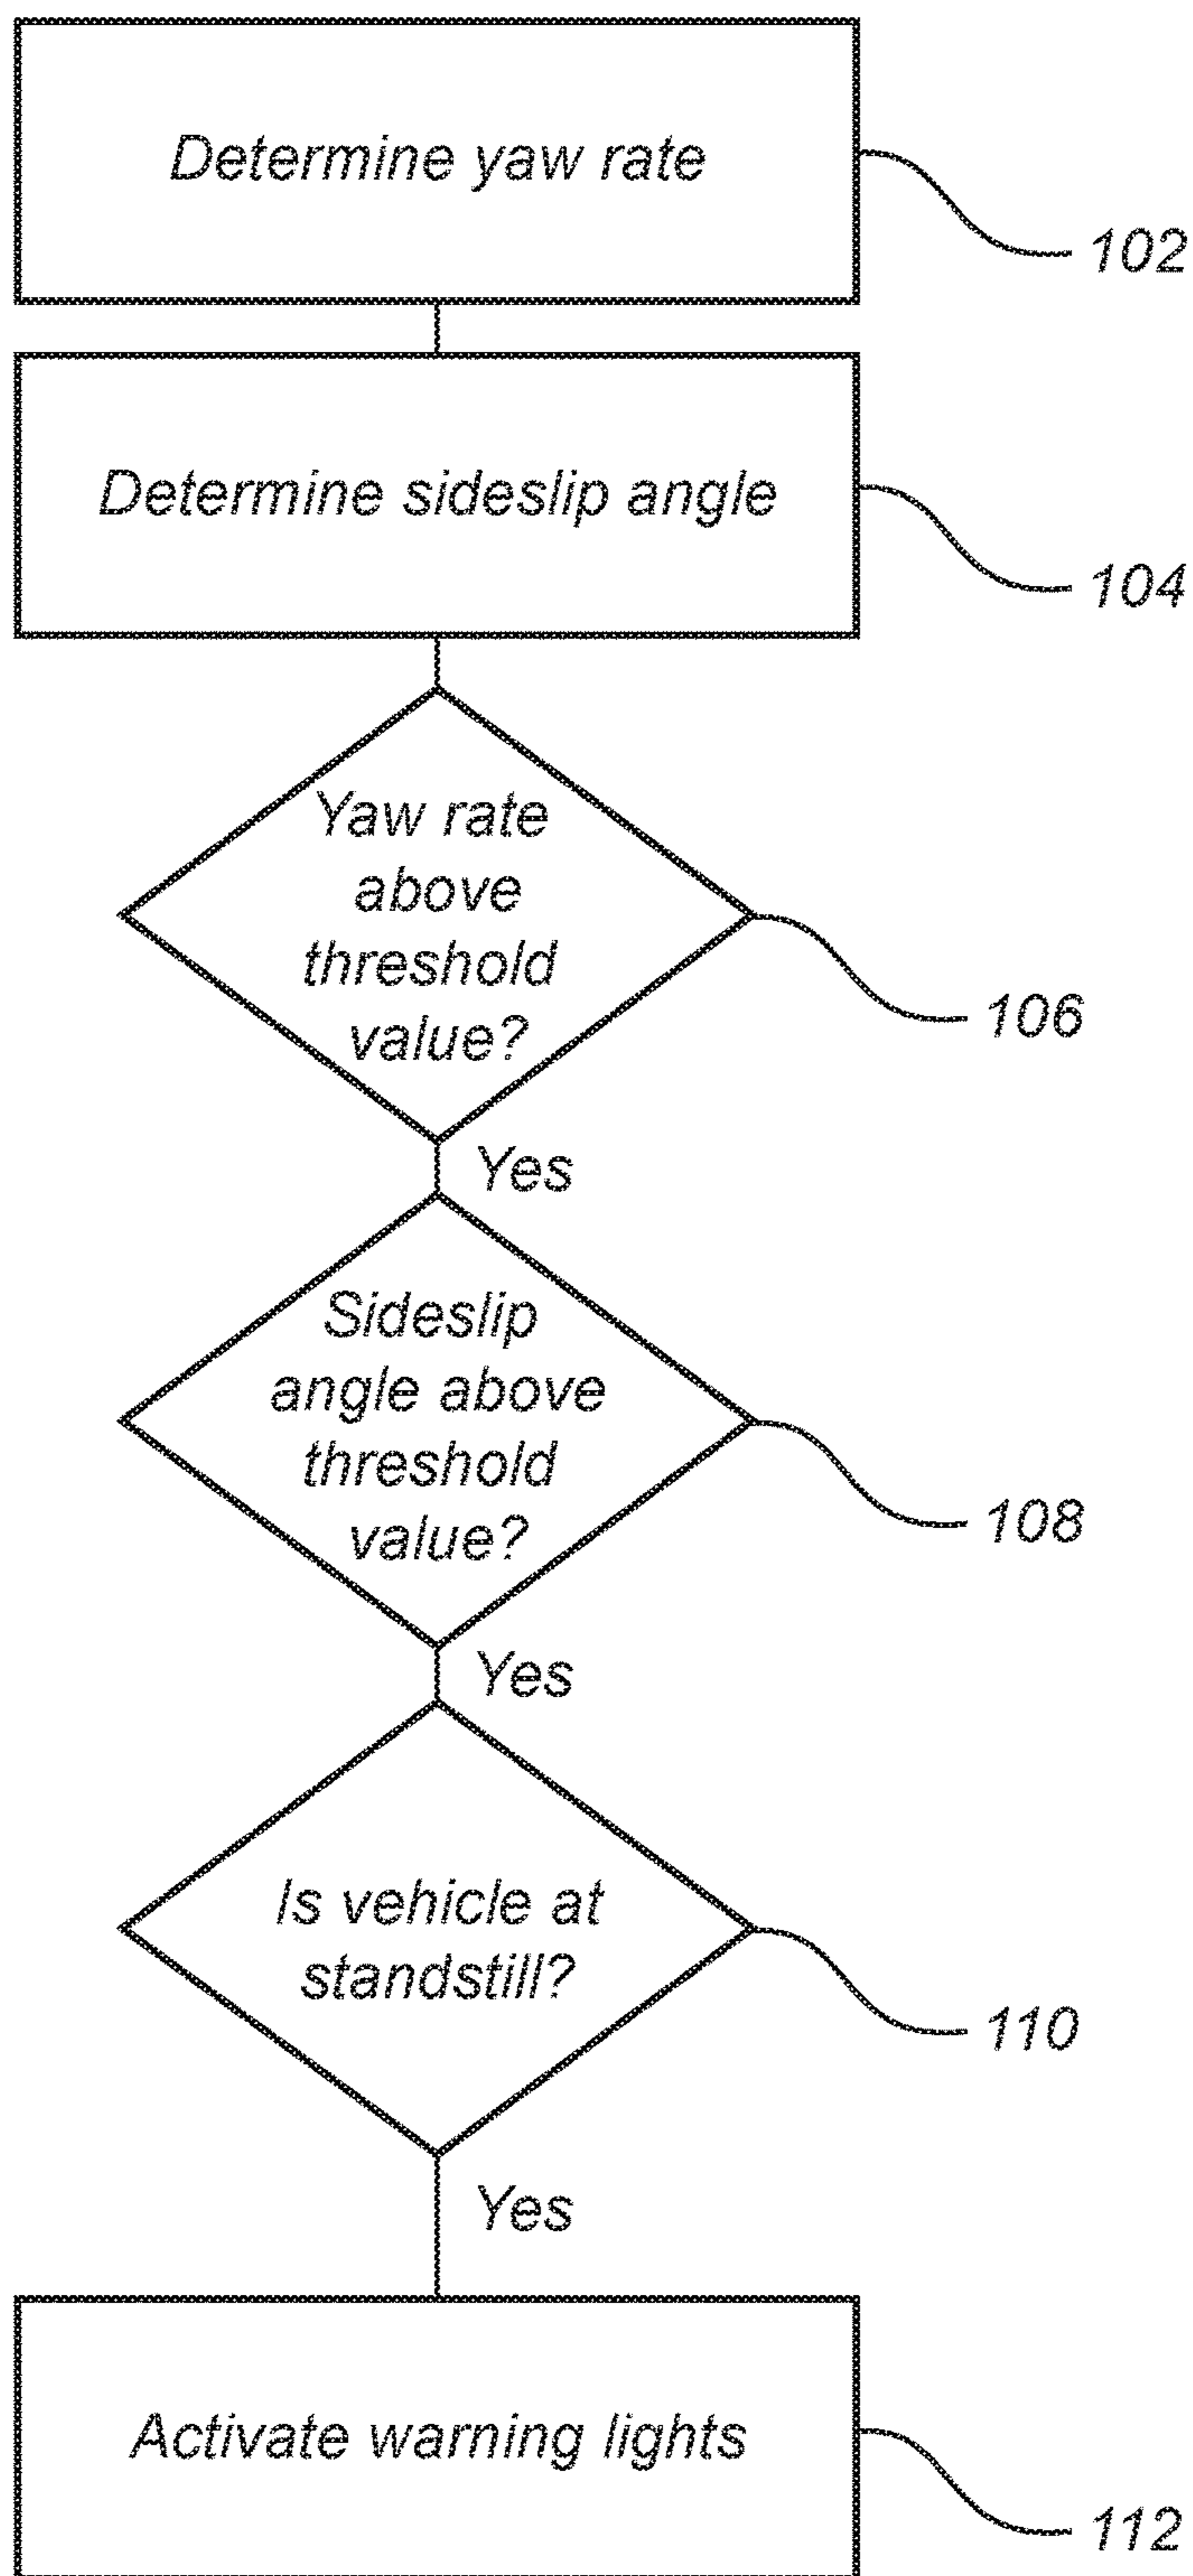 Determine yaw rate
102
Determine sideslip angle
104
Yaw rate
above
threshold
value?
106
Yes
Sideslip
angle above
threshold
value?
108
Yes
Is vehicle at
standstill?
110
Yes
Activate warning lights
112